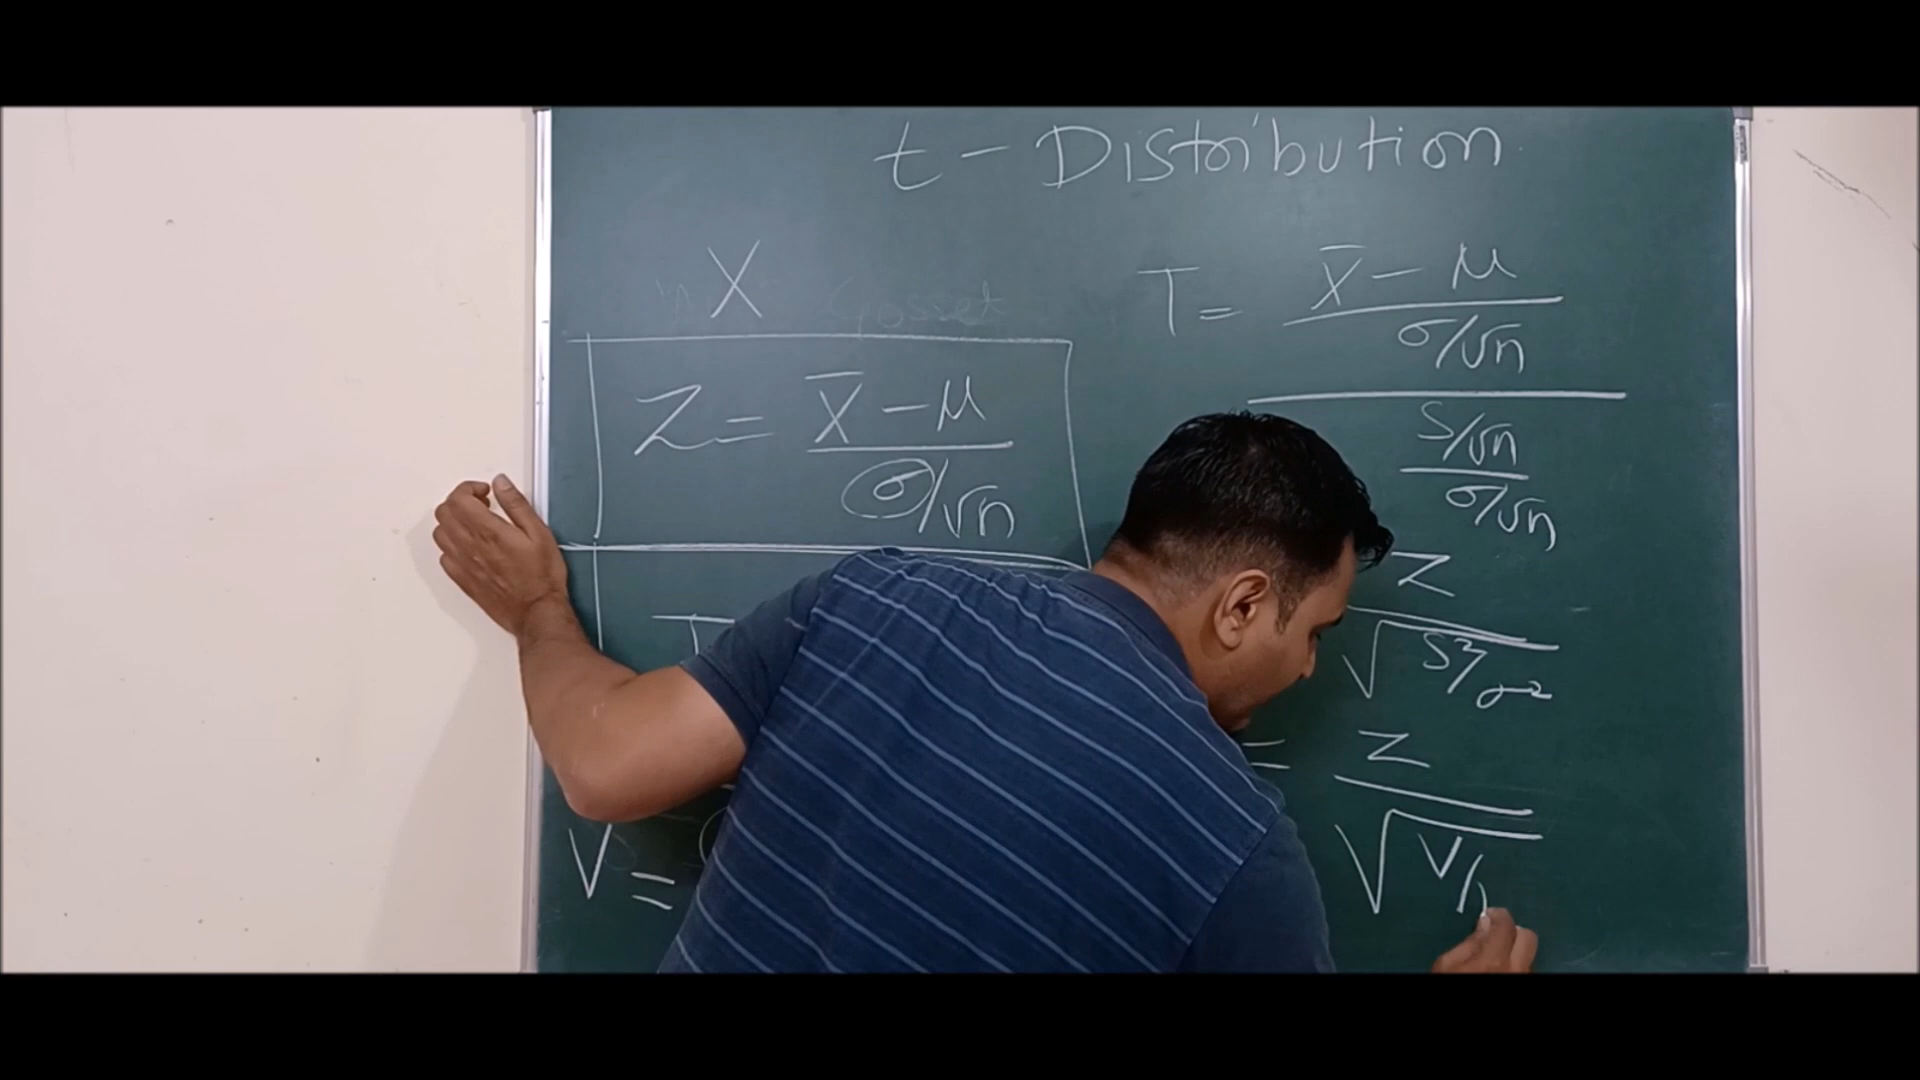 t - Distribution
X
Gosset
Z = X̄ - μ
σ/√n
T
V =
T = X̄ - μ
σ/√n
S/√n
σ/√n
Z
√S²/σ²
= Z
√V/